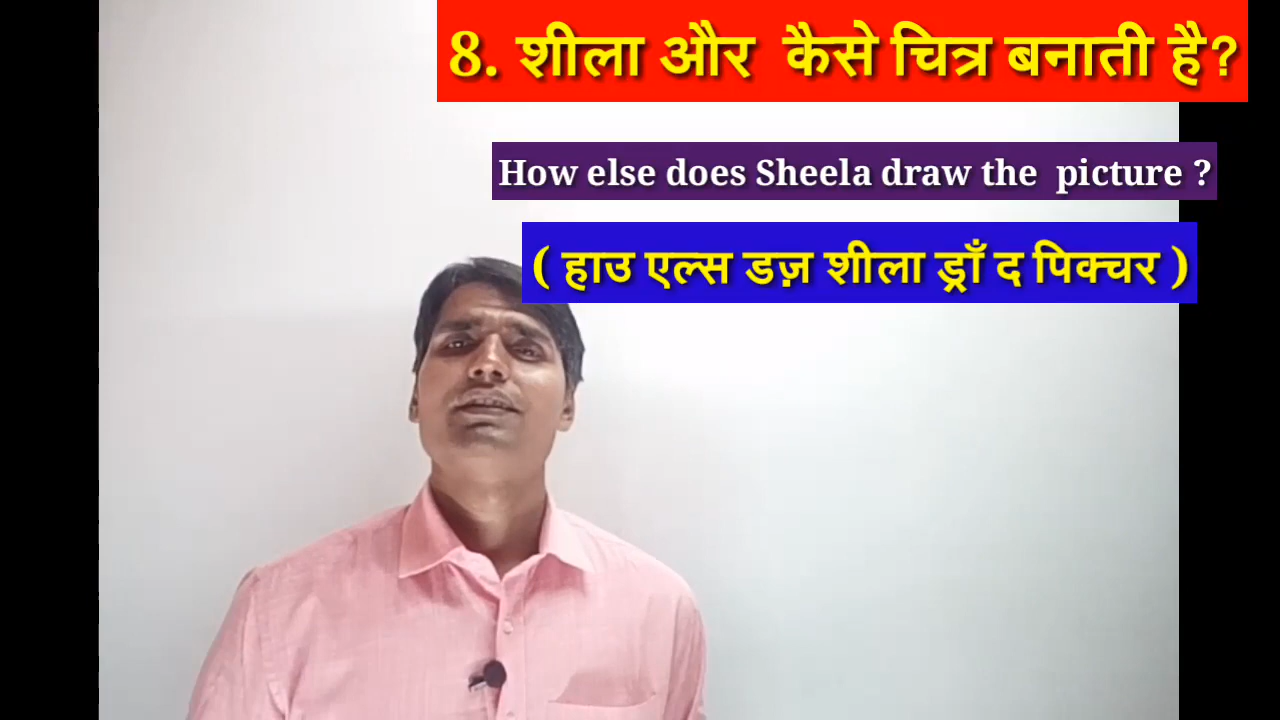 8. शीला और कैसे चित्र बनाती है?
How else does Sheela draw the picture ?
( हाउ एल्स डज़ शीला ड्रॉं द पिक्चर )